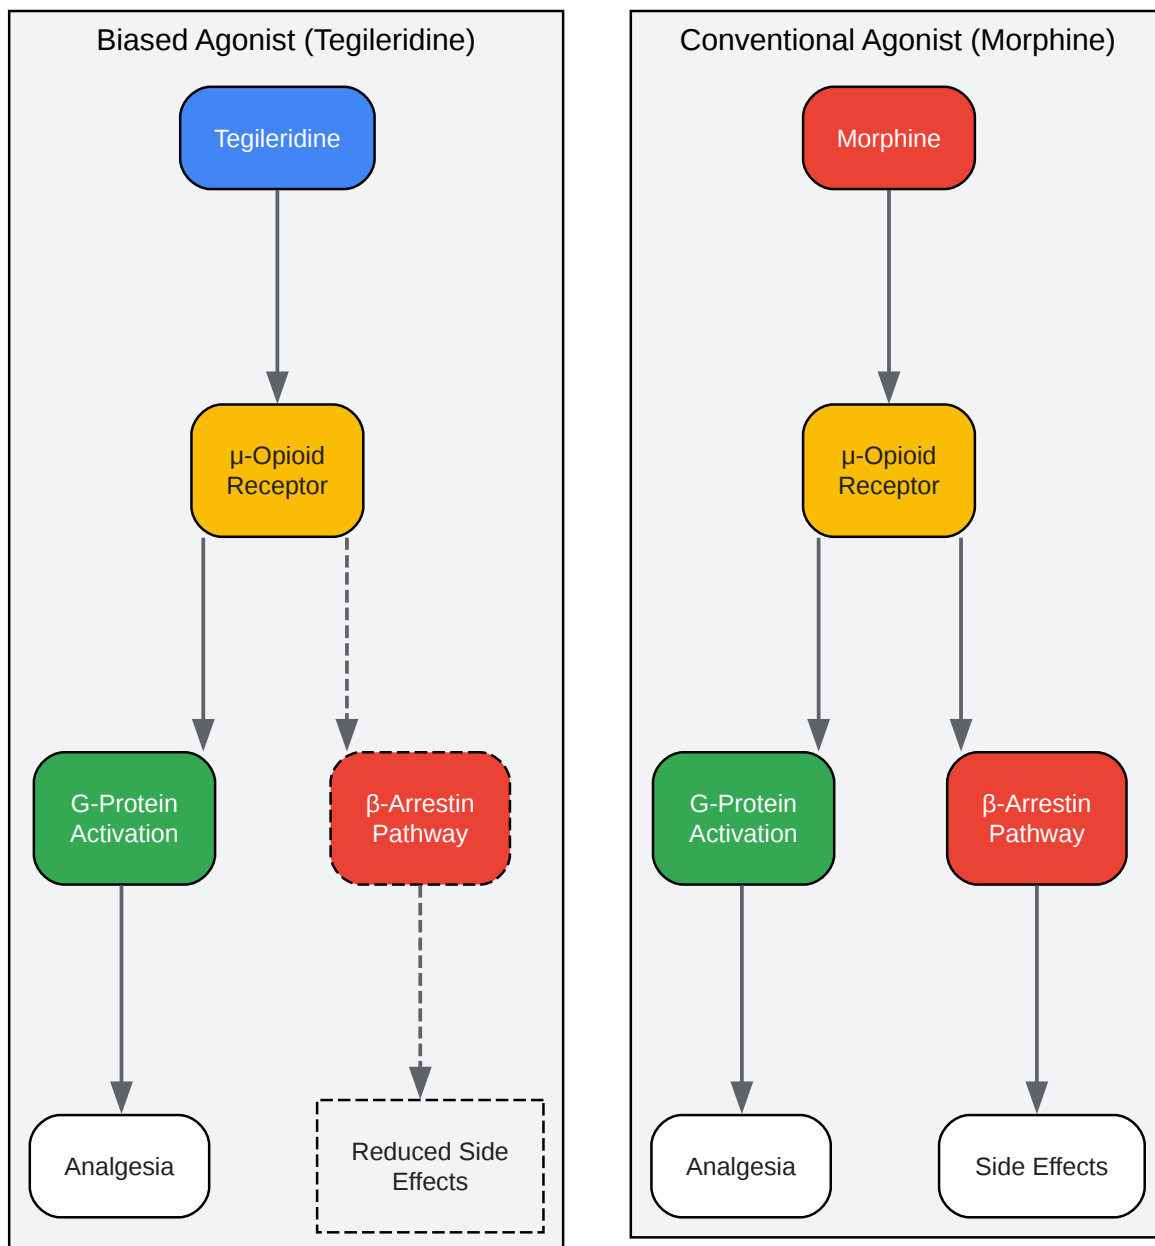 Biased Agonist (Tegileridine)
Tegileridine
μ-Opioid
Receptor
G-Protein
Activation
β-Arrestin
Pathway
Analgesia
Reduced Side
Effects
Conventional Agonist (Morphine)
Morphine
μ-Opioid
Receptor
G-Protein
Activation
β-Arrestin
Pathway
Analgesia
Side Effects